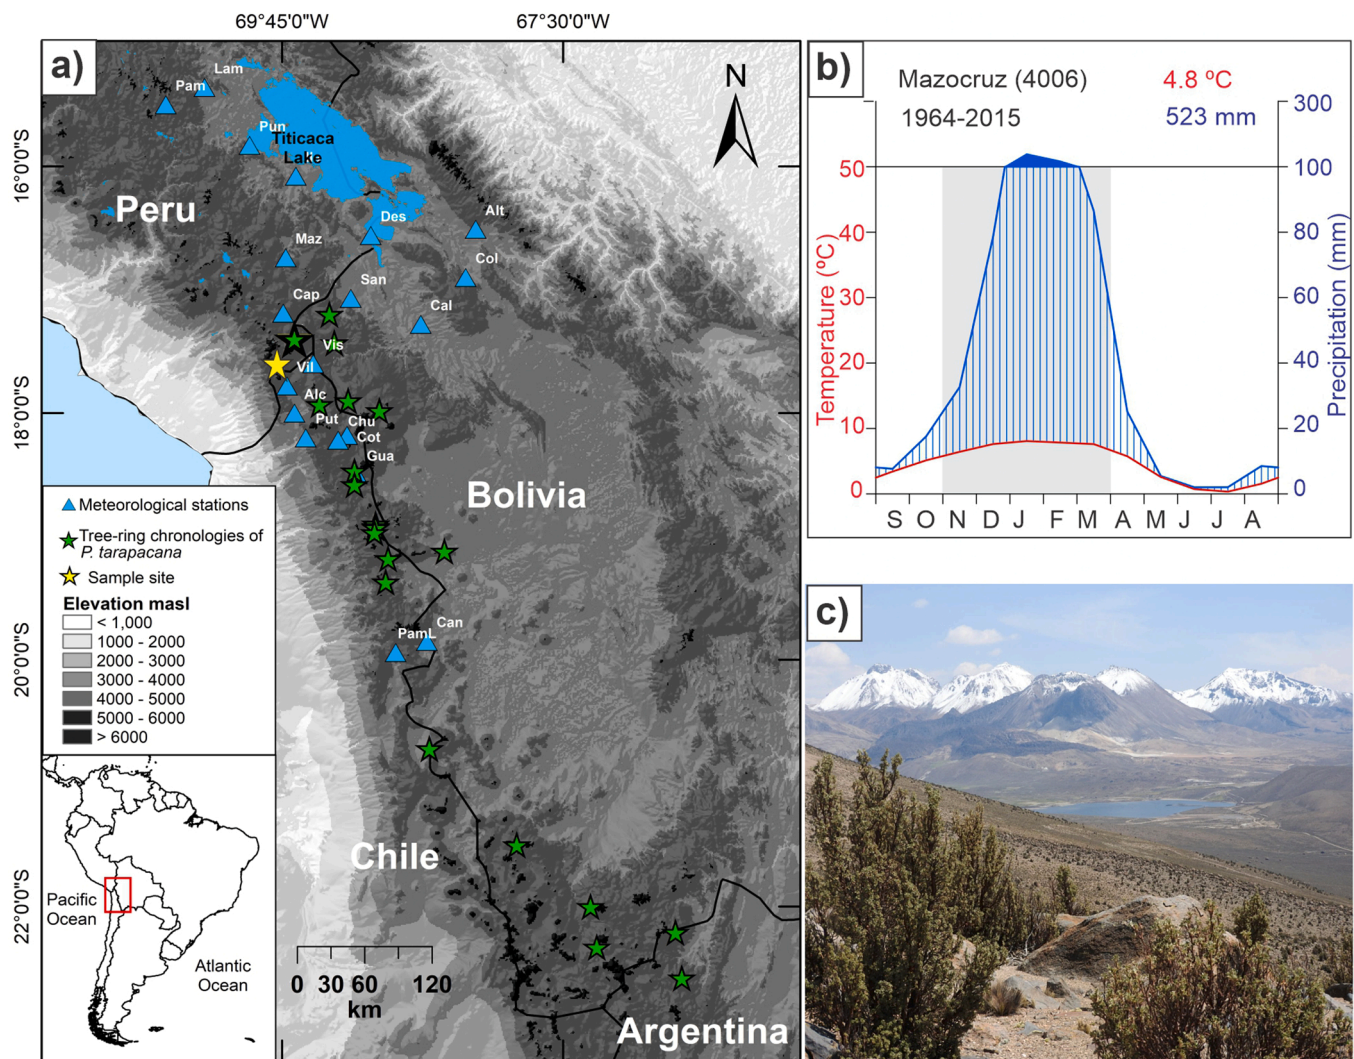 69°45'0"W
67°30'0"W
a)
N
Lam
Pam
Pun
Titicaca
Lake
16°0'0"S
Peru
Des
Alt
Maz
Col
San
Cap
Cal
Vis
Vil
Alc
18°0'0"S
Put
Chu
Cot
Gua
Bolivia
Meteorological stations
Tree-ring chronologies of
P. tarapacana
Sample site
Elevation masl
< 1,000
1000 - 2000
2000 - 3000
3000 - 4000
4000 - 5000
5000 - 6000
> 6000
PamL
Can
20°0'0"S
Chile
22°0'0"S
Pacific
Ocean
Atlantic
Ocean
0 30 60 120
km
Argentina
b)
Mazocruz (4006)
4.8 ºC
1964-2015
523 mm
300
50
100
40
80
30
60
20
40
10
20
0
0
Temperature (ºC)
Precipitation (mm)
S O N D J F M A M J J A
c)